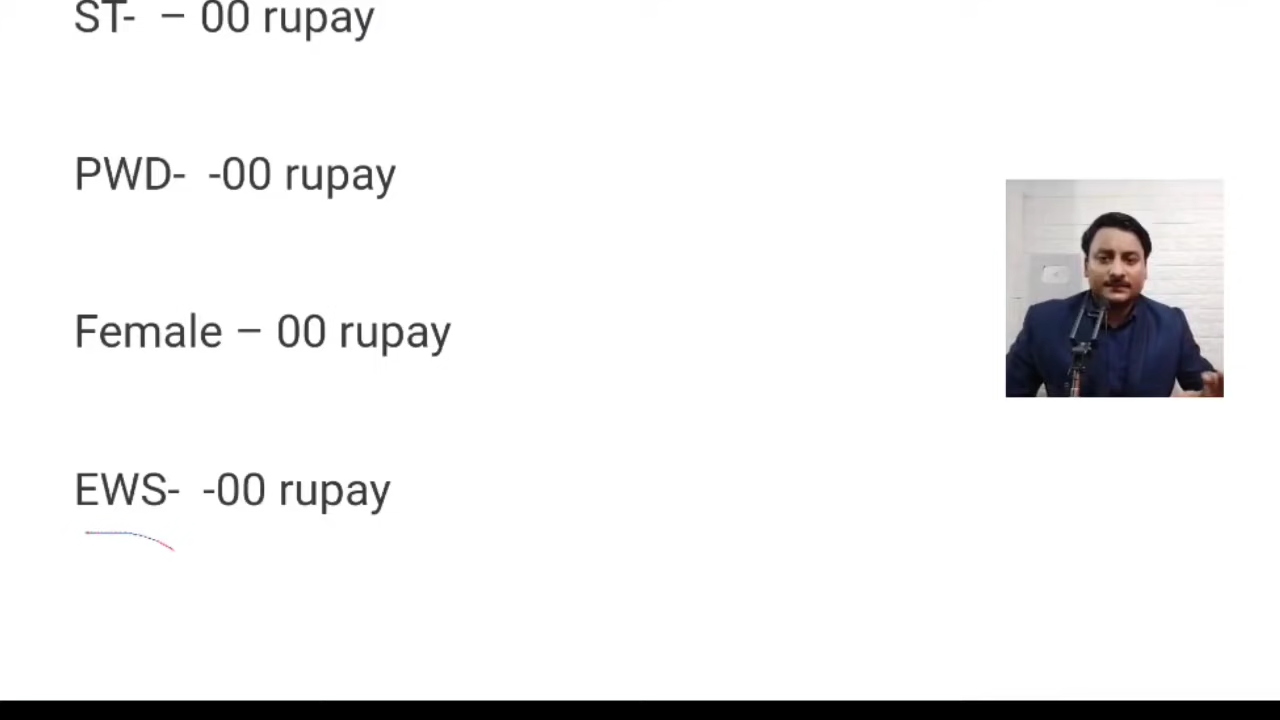 ST-  – 00 rupay
PWD-  -00 rupay
Female – 00 rupay
EWS-  -00 rupay